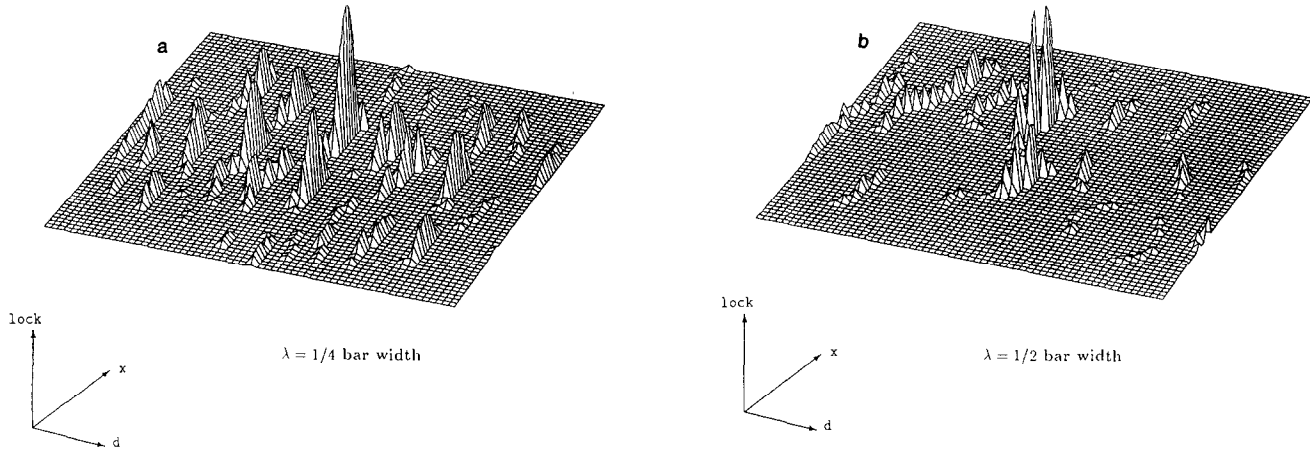 a
b
lock
x
d
λ = 1/4 bar width
lock
x
d
λ = 1/2 bar width